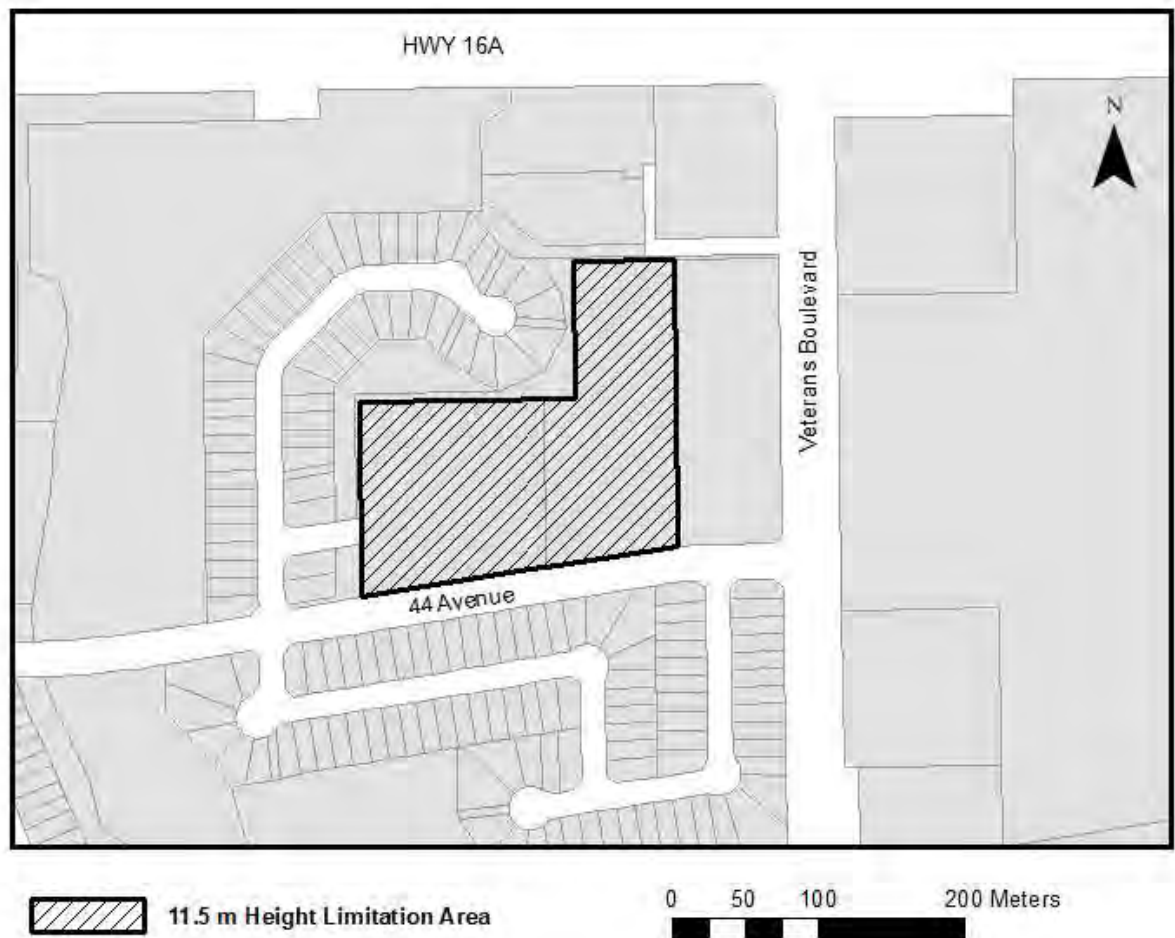 HWY 16A
N
Veterans Boulevard
44 Avenue
11.5 m Height Limitation Area
0 50 100 200 Meters